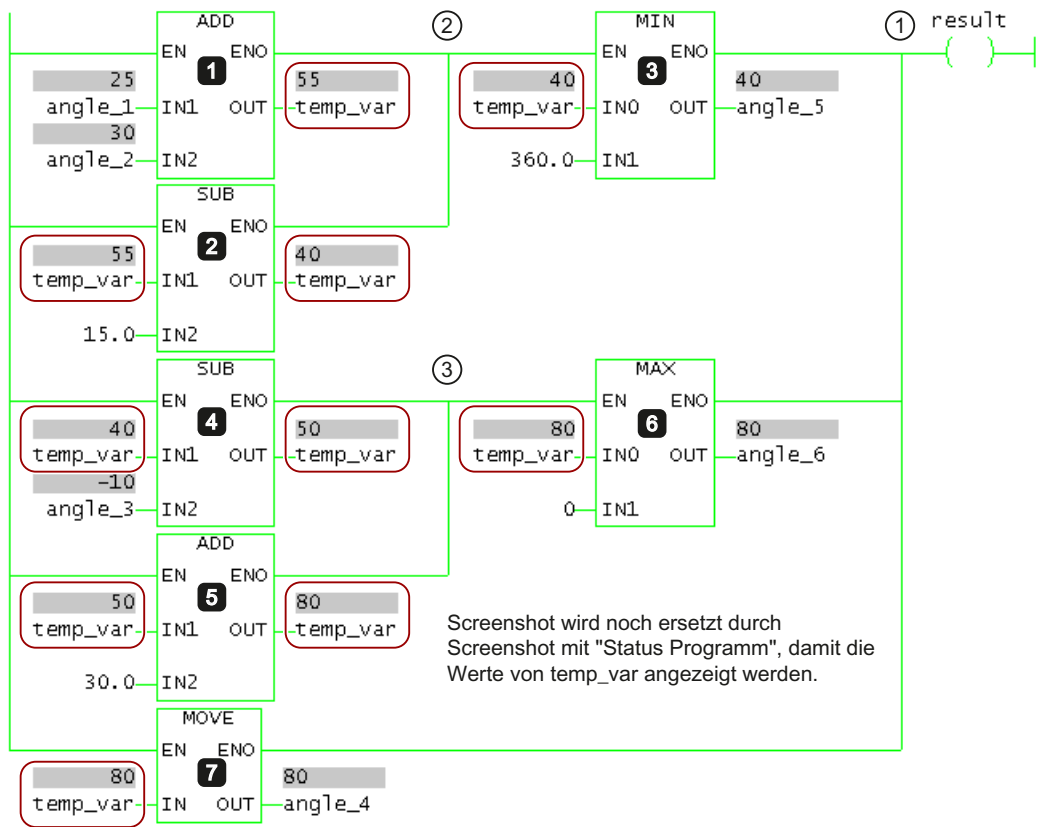 ADD
②
MIN
① result
EN ENO
1
EN ENO
3
25
55
40
40
angle_1 IN1 OUT temp_var
temp_var IN0 OUT angle_5
30
angle_2 IN2
360.0 IN1
SUB
EN ENO
2
55
40
temp_var IN1 OUT temp_var
15.0 IN2
SUB
③
MAX
EN ENO
4
EN ENO
6
40
50
80
80
temp_var IN1 OUT temp_var
temp_var IN0 OUT angle_6
-10
angle_3 IN2
0 IN1
ADD
EN ENO
5
50
80
temp_var IN1 OUT temp_var
30.0 IN2
Screenshot wird noch ersetzt durch
Screenshot mit "Status Programm", damit die
Werte von temp_var angezeigt werden.
MOVE
EN ENO
7
80
80
temp_var IN OUT angle_4